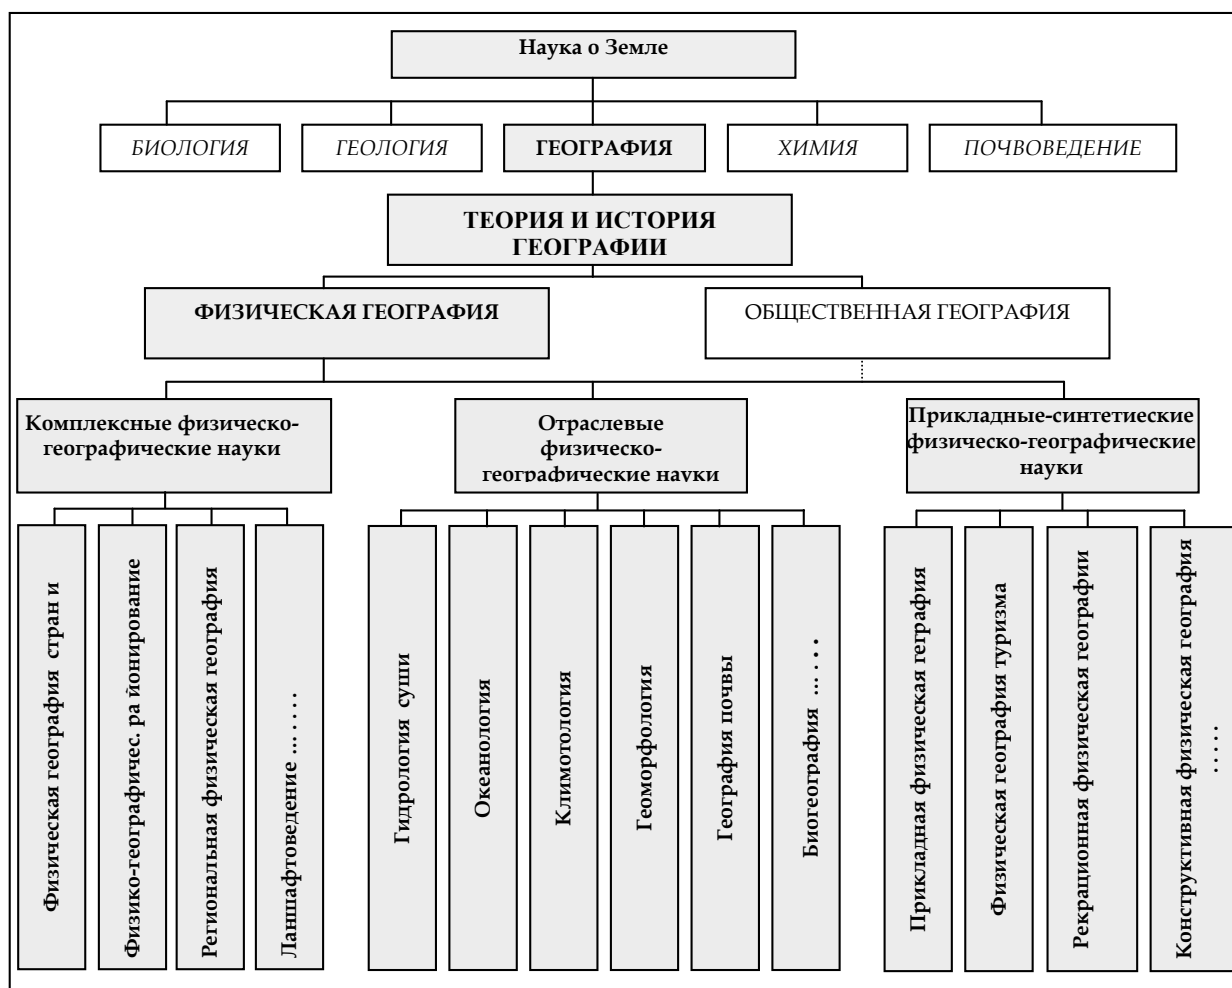 Наука о Земле
БИОЛОГИЯ
ГЕОЛОГИЯ
ГЕОГРАФИЯ
ХИМИЯ
ПОЧВОВЕДЕНИЕ
ТЕОРИЯ И ИСТОРИЯ
ГЕОГРАФИИ
ФИЗИЧЕСКАЯ ГЕОГРАФИЯ
ОБЩЕСТВЕННАЯ ГЕОГРАФИЯ
Комплексные физическо-
географические науки
Отраслевые
физическо-
географические науки
Прикладные-синтетиеские
физическо-географические
науки
Физическая география стран и
Физико-географичес. ра йонирование
Региональная физическая география
Ланшафтоведение ... . . . .
Гидрология суши
Океанология
Климотология
Геоморфология
География почвы
Биогеография ... . . . .
Прикладная физическая геграфия
Физическая география туризма
Рекрационная физическая географии
Конструктивная физическая география
. . . . .